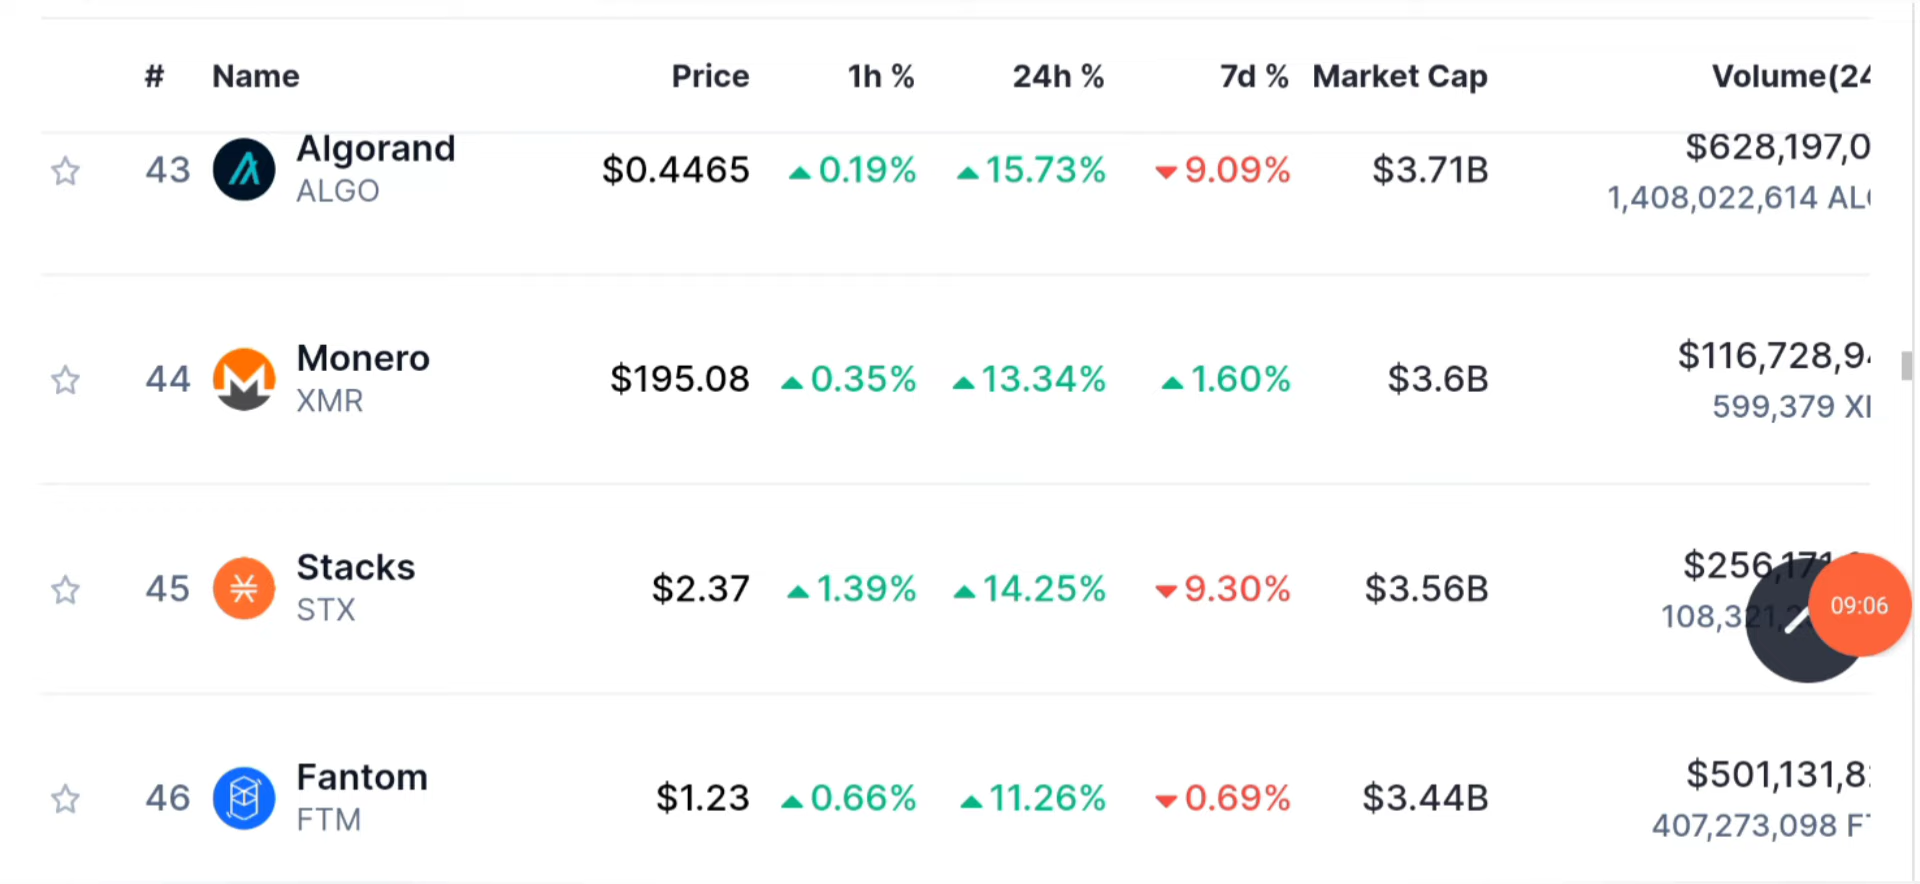 # Name Price 1h % 24h % 7d % Market Cap Volume(24
43 Algorand $0.4465 0.19% 15.73% 9.09% $3.71B $628,197,0
ALGO 1,408,022,614
44 Monero $195.08 0.35% 13.34% 1.60% $3.6B $116,728,9
XMR 599,379
45 Stacks $2.37 1.39% 14.25% 9.30% $3.56B
STX
09:06
46 Fantom $1.23 0.66% 11.26% 0.69% $3.44B $501,131,8
FTM 407,273,098